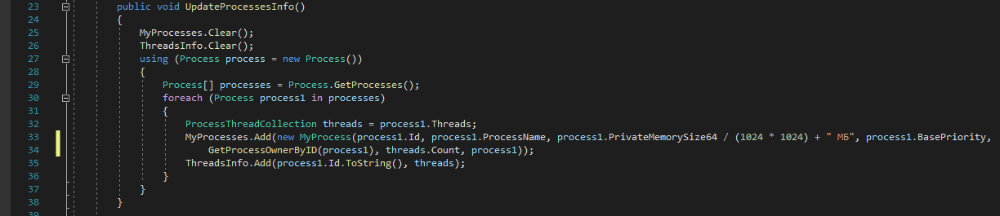 23 public void UpdateProcessesInfo()
24 {
25 MyProcesses.Clear();
26 ThreadsInfo.Clear();
27 using (Process process = new Process())
28 {
29 Process[] processes = Process.GetProcesses();
30 foreach (Process process1 in processes)
31 {
32 ProcessThreadCollection threads = process1.Threads;
33 MyProcesses.Add(new MyProcess(process1.Id, process1.ProcessName, process1.PrivateMemorySize64 / (1024 * 1024) + " МБ", process1.BasePriority,
34 GetProcessOwnerByID(process1), threads.Count, process1));
35 ThreadsInfo.Add(process1.Id.ToString(), threads);
36 }
37 }
38 }
39